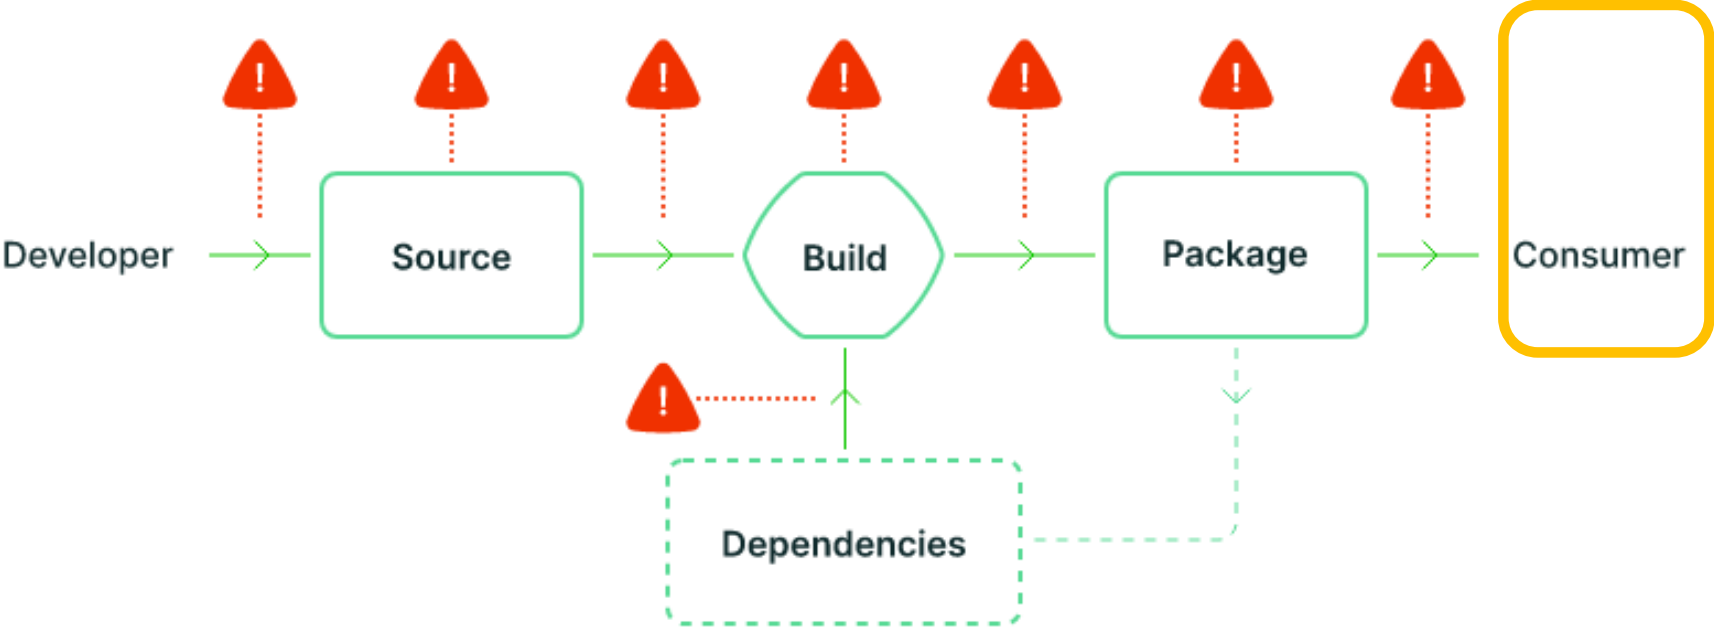 !
!
!
!
!
!
!
Developer
Source
Build
Package
Consumer
!
Dependencies